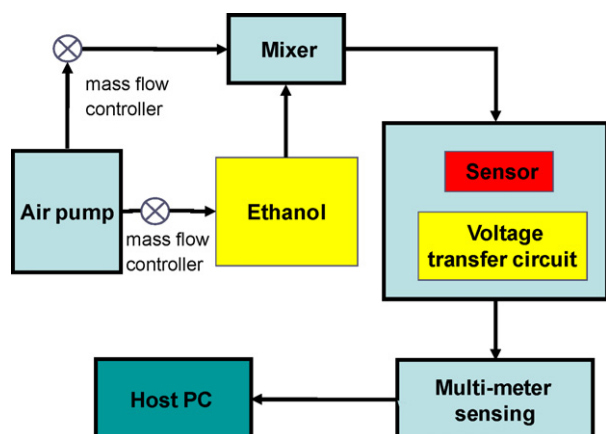 Mixer
mass flow
controller
Air pump
Ethanol
mass flow
controller
Sensor
Voltage
transfer circuit
Host PC
Multi-meter
sensing